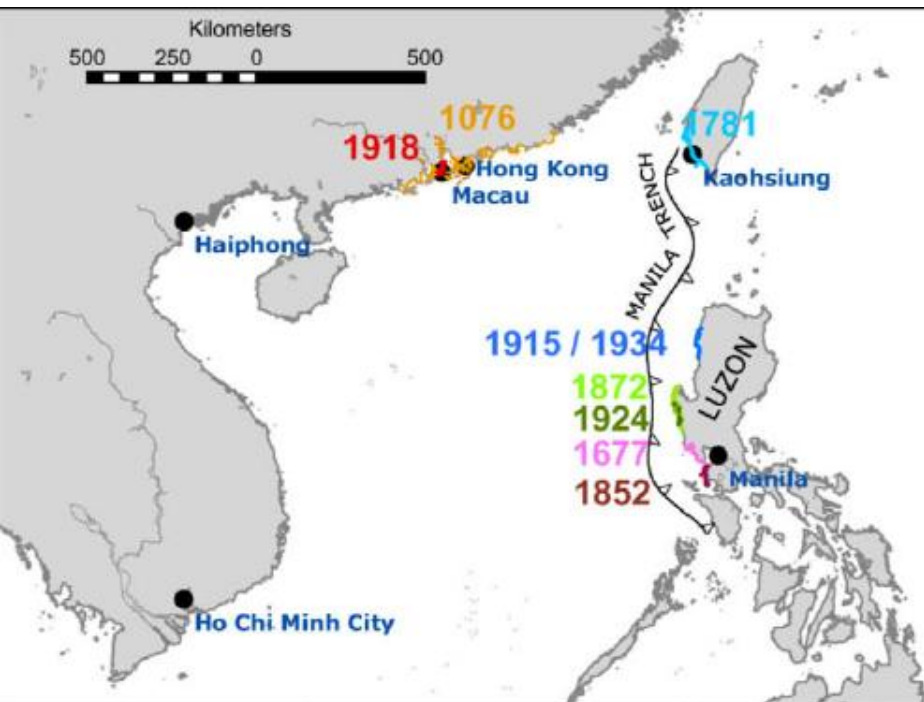 Kilometers
500 250 0 500
1076
1918
1781
Hong Kong
Macau
Kaohsiung
Haiphong
MANILA TRENCH
1915 / 1934
LUZON
1872
1924
1677
Manila
1852
Ho Chi Minh City